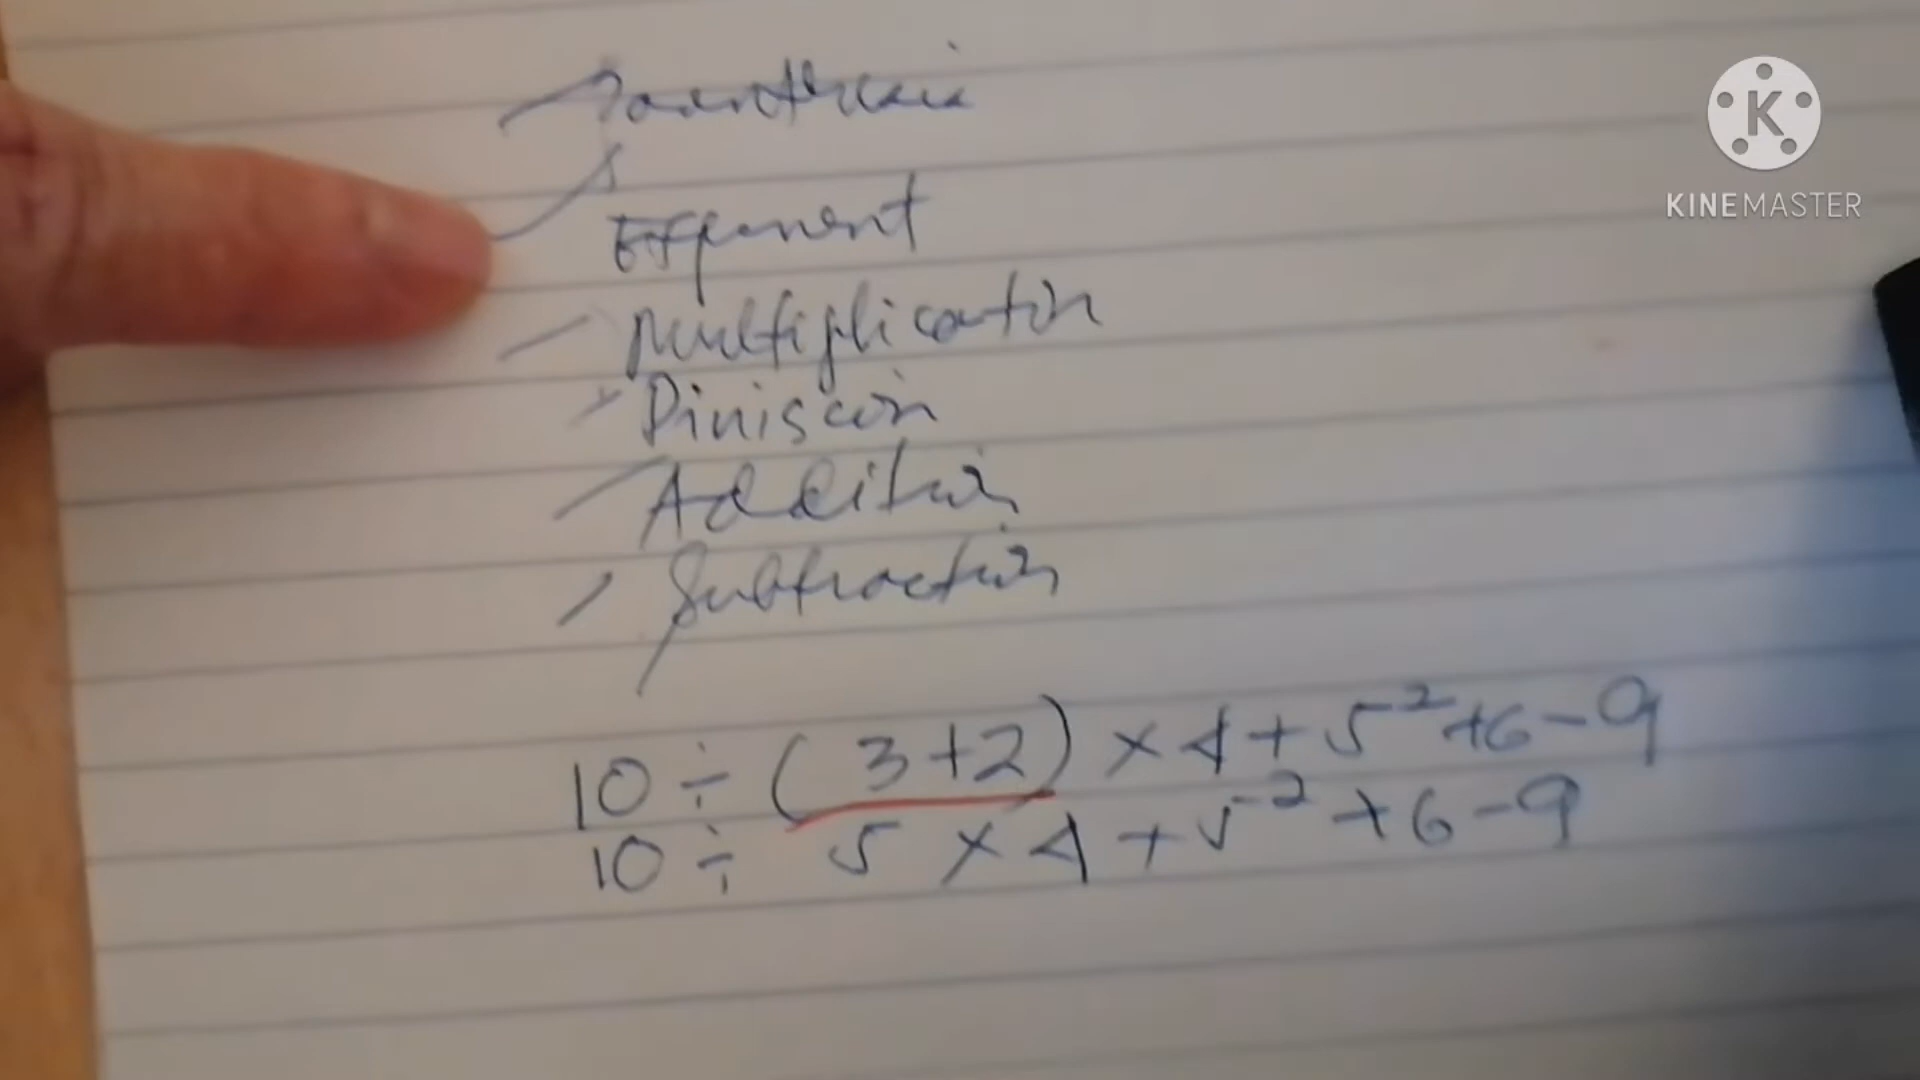 Parenthesis
Exponent
Multiplication
Division
Addition
Subtraction
10 ÷ ( 3+2) × 4 + 5² +6-9
10 ÷ 5 × 4 + 5² + 6 - 9
K
KINEMASTER